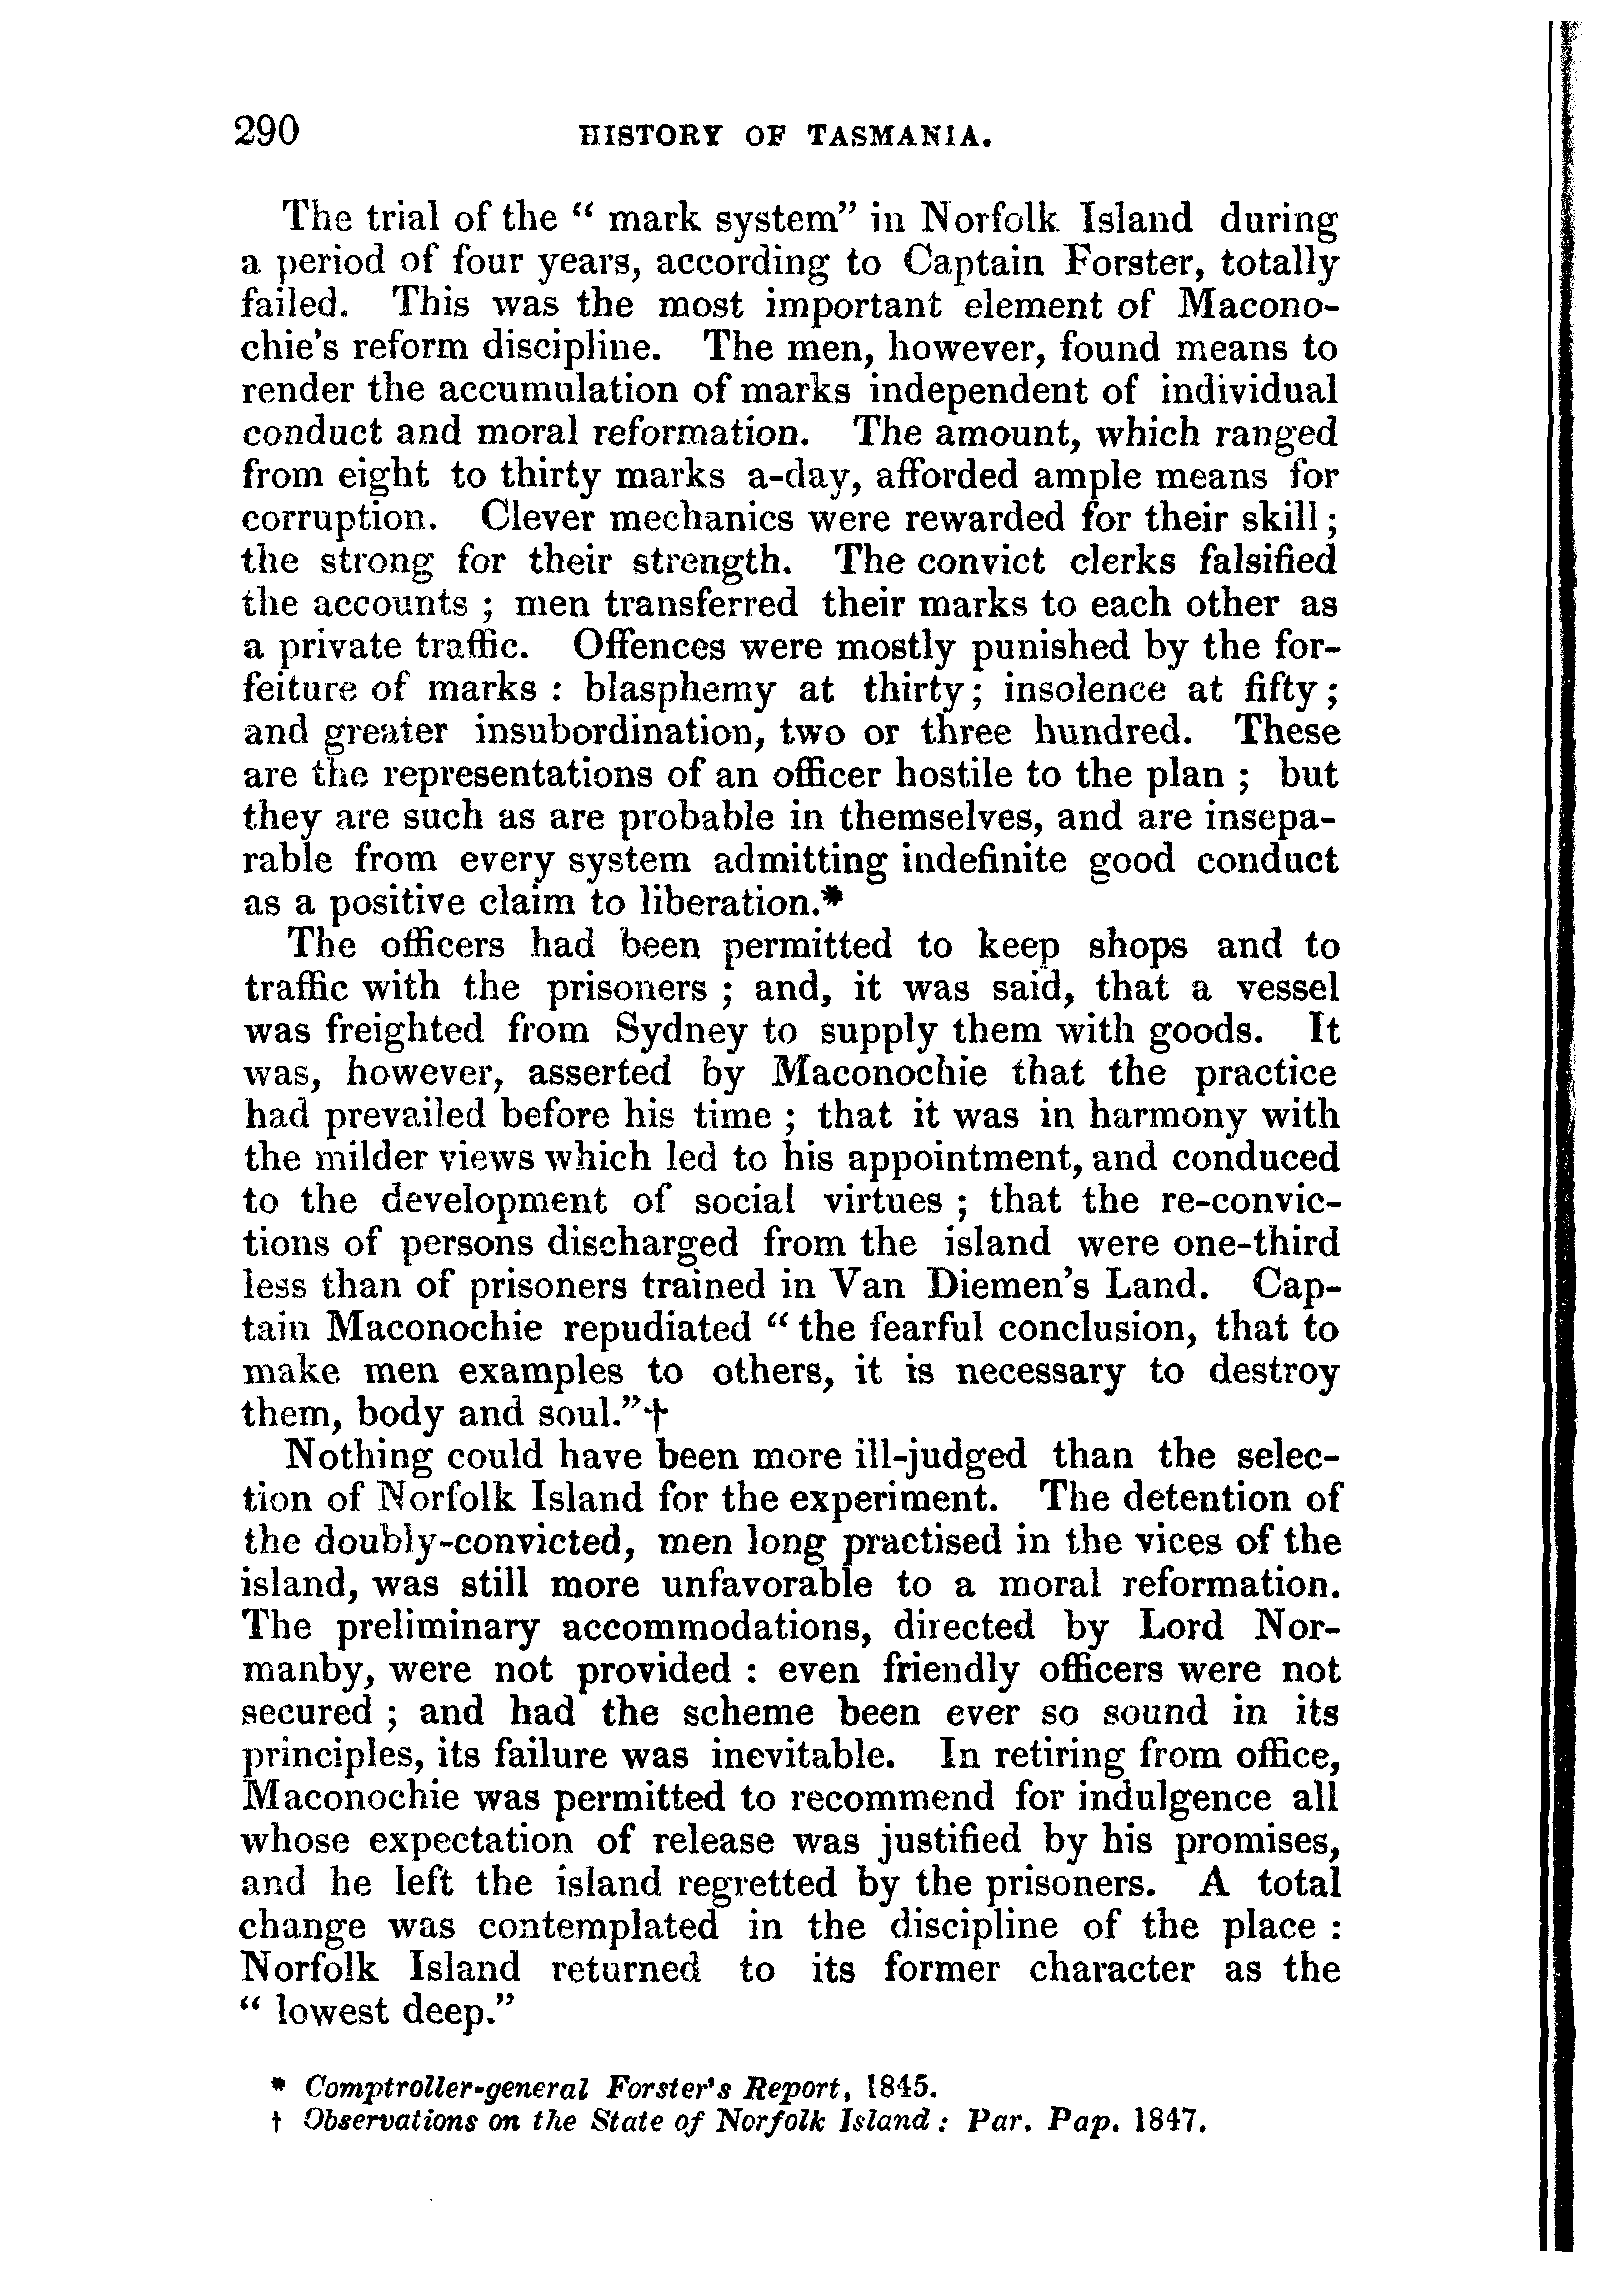 290 HISTORY OF TASMANIA.
The trial of the “ mark system” in Norfolk Island during
a period of four years, according to Captain Forster, totally
failed. This was the most important element of Macono-
chie's reform discipline. The men, however, found means to
render the accumulation of marks independent of individual
conduct and moral reformation. The amount, which ranged
from eight to thirty marks a-day, afforded ample means for
corruption. Clever mechanics were rewarded for their skill ;
the strong for their strength. The convict clerks falsified
the accounts ; men transferred their marks to each other as
a private traffic. Offences were mostly punished by the for-
feiture of marks : blasphemy at thirty ; insolence at fifty ;
and greater insubordination, two or three hundred. These
are the representations of an officer hostile to the plan ; but
they are such as are probable in themselves, and are insepa-
rable from every system admitting indefinite good conduct
as a positive claim to liberation.*
The officers had been permitted to keep shops and to
traffic with the prisoners ; and, it was said, that a vessel
was freighted from Sydney to supply them with goods. It
was, however, asserted by Maconochie that the practice
had prevailed before his time ; that it was in harmony with
the milder views which led to his appointment, and conduced
to the development of social virtues ; that the re-convic-
tions of persons discharged from the island were one-third
less than of prisoners trained in Van Diemen's Land. Cap-
tain Maconochie repudiated “ the fearful conclusion, that to
make men examples to others, it is necessary to destroy
them, body and soul.”†
Nothing could have been more ill-judged than the selec-
tion of Norfolk Island for the experiment. The detention of
the doubly-convicted, men long practised in the vices of the
island, was still more unfavorable to a moral reformation.
The preliminary accommodations, directed by Lord Nor-
manby, were not provided : even friendly officers were not
secured ; and had the scheme been ever so sound in its
principles, its failure was inevitable. In retiring from office,
Maconochie was permitted to recommend for indulgence all
whose expectation of release was justified by his promises,
and he left the island regretted by the prisoners. A total
change was contemplated in the discipline of the place :
Norfolk Island returned to its former character as the
“ lowest deep.”
* Comptroller-general Forster's Report, 1845.
† Observations on the State of Norfolk Island : Par. Pap. 1847.